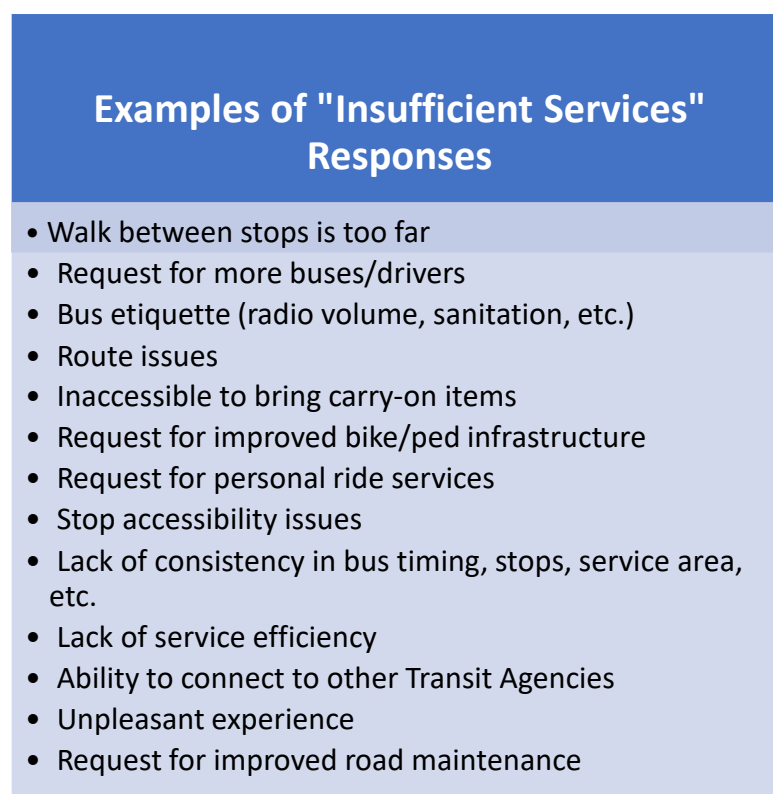 Examples of "Insufficient Services"
Responses
• Walk between stops is too far
• Request for more buses/drivers
• Bus etiquette (radio volume, sanitation, etc.)
• Route issues
• Inaccessible to bring carry-on items
• Request for improved bike/ped infrastructure
• Request for personal ride services
• Stop accessibility issues
• Lack of consistency in bus timing, stops, service area,
etc.
• Lack of service efficiency
• Ability to connect to other Transit Agencies
• Unpleasant experience
• Request for improved road maintenance